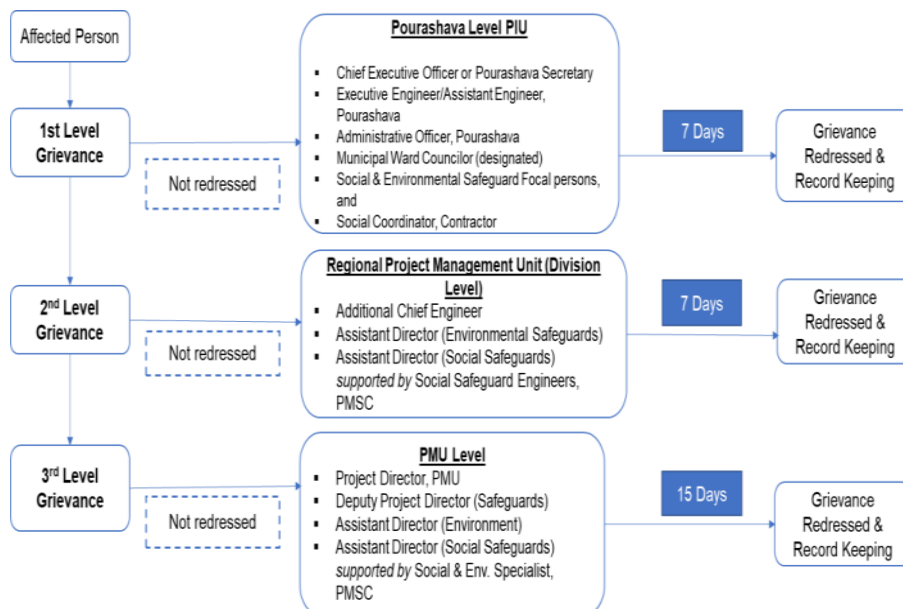 Affected Person
Pourashava Level PIU
▪ Chief Executive Officer or Pourashava Secretary
▪ Executive Engineer/Assistant Engineer,
Pourashava
▪ Administrative Officer, Pourashava
▪ Municipal Ward Councilor (designated)
▪ Social & Environmental Safeguard Focal persons,
and
▪ Social Coordinator, Contractor
1st Level
Grievance
Not redressed
7 Days
Grievance
Redressed &
Record Keeping
Regional Project Management Unit (Division
Level)
▪ Additional Chief Engineer
▪ Assistant Director (Environmental Safeguards)
▪ Assistant Director (Social Safeguards)
supported by Social Safeguard Engineers,
PMSC
2nd Level
Grievance
Not redressed
7 Days
Grievance
Redressed &
Record Keeping
PMU Level
▪ Project Director, PMU
▪ Deputy Project Director (Safeguards)
▪ Assistant Director (Environment)
▪ Assistant Director (Social Safeguards)
supported by Social & Env. Specialist,
PMSC
3rd Level
Grievance
Not redressed
15 Days
Grievance
Redressed &
Record Keeping